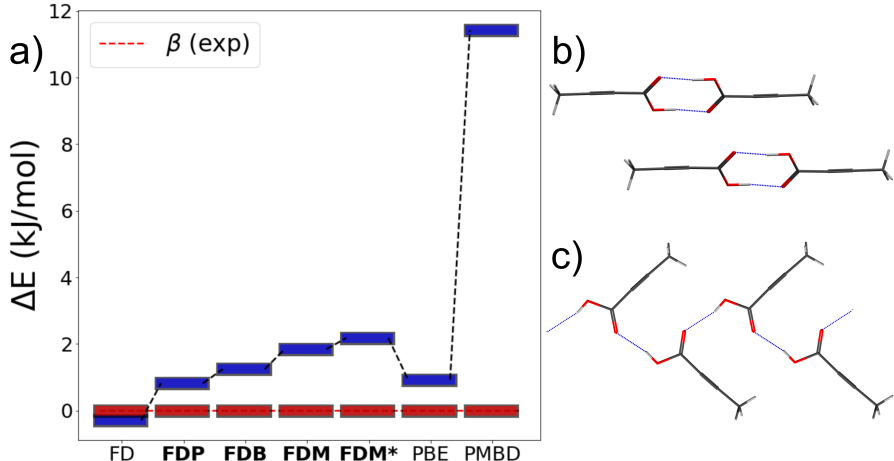 a)
β (exp)
ΔE (kJ/mol)
12
10
8
6
4
2
0
FD FDP FDB FDM FDM* PBE PMBD
b)
c)